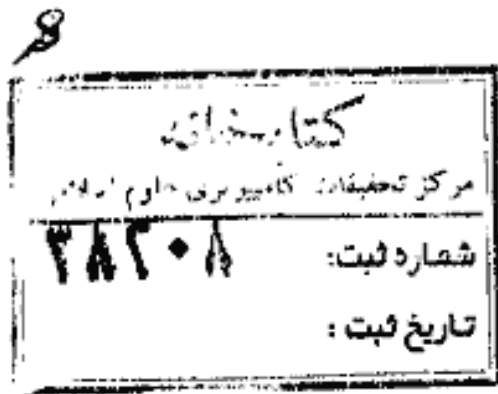 کتابخانه
مرکز تحقیقات کامپیوتری علوم اسلامی
شماره ثبت: ۳۸۲۰۸
تاریخ ثبت :